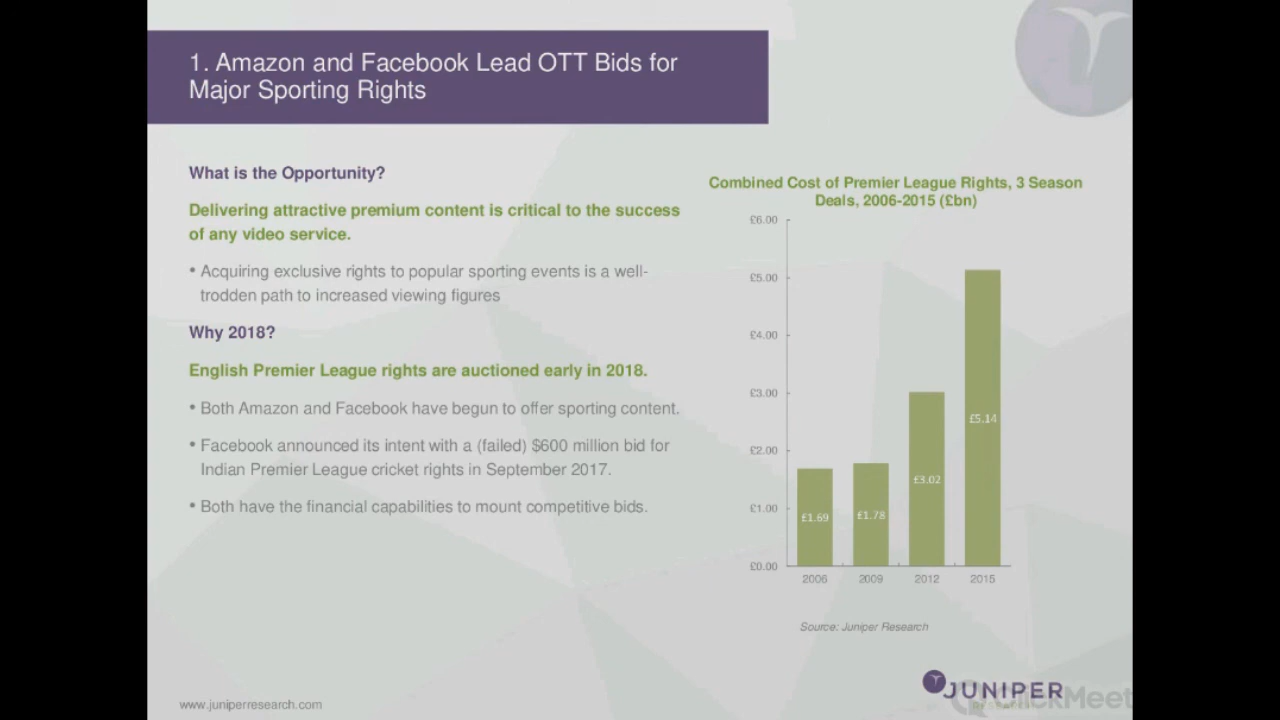 1. Amazon and Facebook Lead OTT Bids for
Major Sporting Rights
What is the Opportunity?
Delivering attractive premium content is critical to the success
of any video service.
• Acquiring exclusive rights to popular sporting events is a well-
trodden path to increased viewing figures
Why 2018?
English Premier League rights are auctioned early in 2018.
• Both Amazon and Facebook have begun to offer sporting content.
• Facebook announced its intent with a (failed) $600 million bid for
Indian Premier League cricket rights in September 2017.
• Both have the financial capabilities to mount competitive bids.
Combined Cost of Premier League Rights, 3 Season
Deals, 2006-2015 (£bn)
£6.00
£5.00
£4.00
£3.00
£2.00
£1.00
£0.00
£1.69
£1.78
£3.02
£5.14
2006 2009 2012 2015
Source: Juniper Research
www.juniperresearch.com
JUNIPER